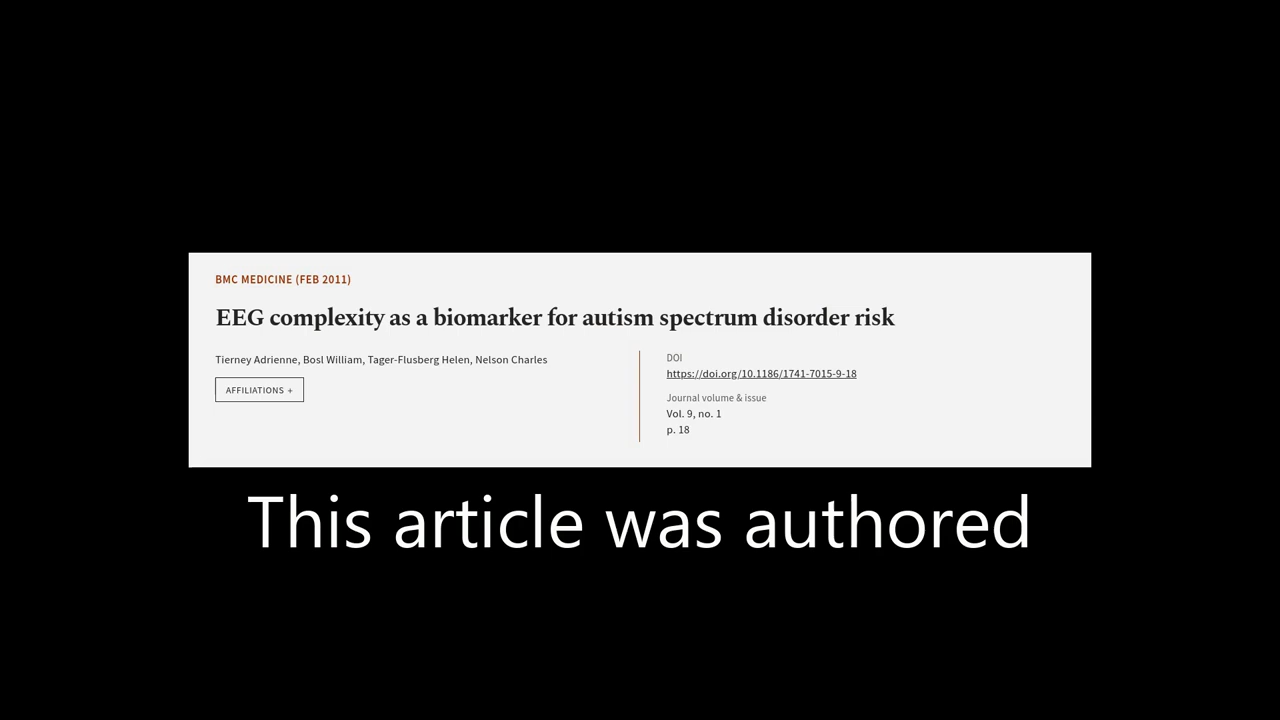 BMC MEDICINE (FEB 2011)
EEG complexity as a biomarker for autism spectrum disorder risk
Tierney Adrienne, Bosl William, Tager-Flusberg Helen, Nelson Charles
AFFILIATIONS +
DOI
https://doi.org/10.1186/1741-7015-9-18
Journal volume & issue
Vol. 9, no. 1
p. 18
This article was authored